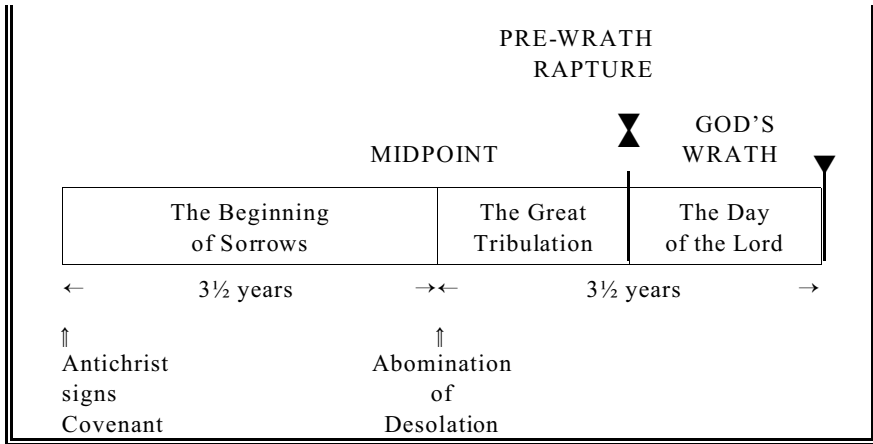 PRE-WRATH
RAPTURE
GOD’S
MIDPOINT WRATH
The Beginning The Great The Day
of Sorrows Tribulation of the Lord
← 3½ years →← 3½ years →
⇑ ⇑
Antichrist Abomination
signs of
Covenant Desolation